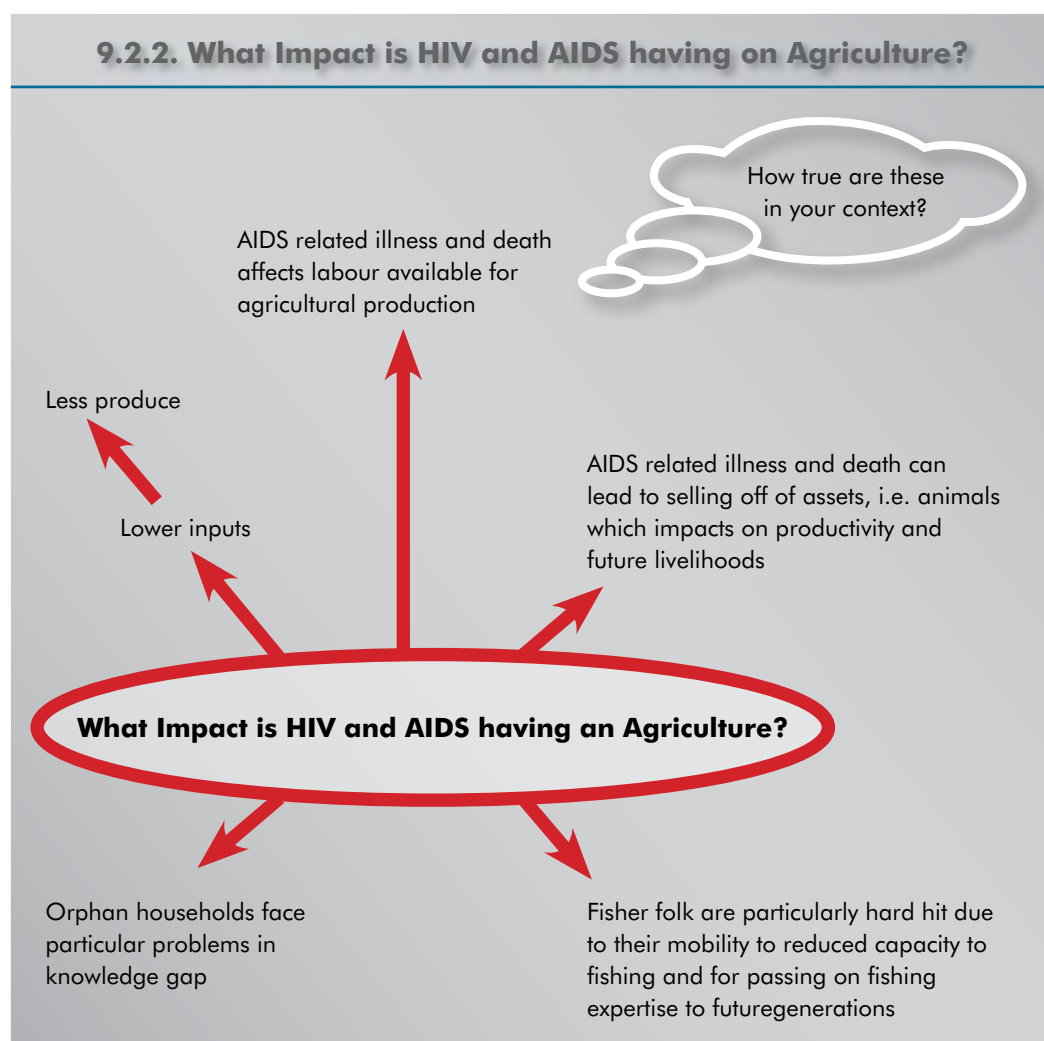 9.2.2. What Impact is HIV and AIDS having on Agriculture?
How true are these
in your context?
AIDS related illness and death
affects labour available for
agricultural production
Less produce
Lower inputs
AIDS related illness and death can
lead to selling off of assets, i.e. animals
which impacts on productivity and
future livelihoods
What Impact is HIV and AIDS having an Agriculture?
Orphan households face
particular problems in
knowledge gap
Fisher folk are particularly hard hit due
to their mobility to reduced capacity to
fishing and for passing on fishing
expertise to futuregenerations